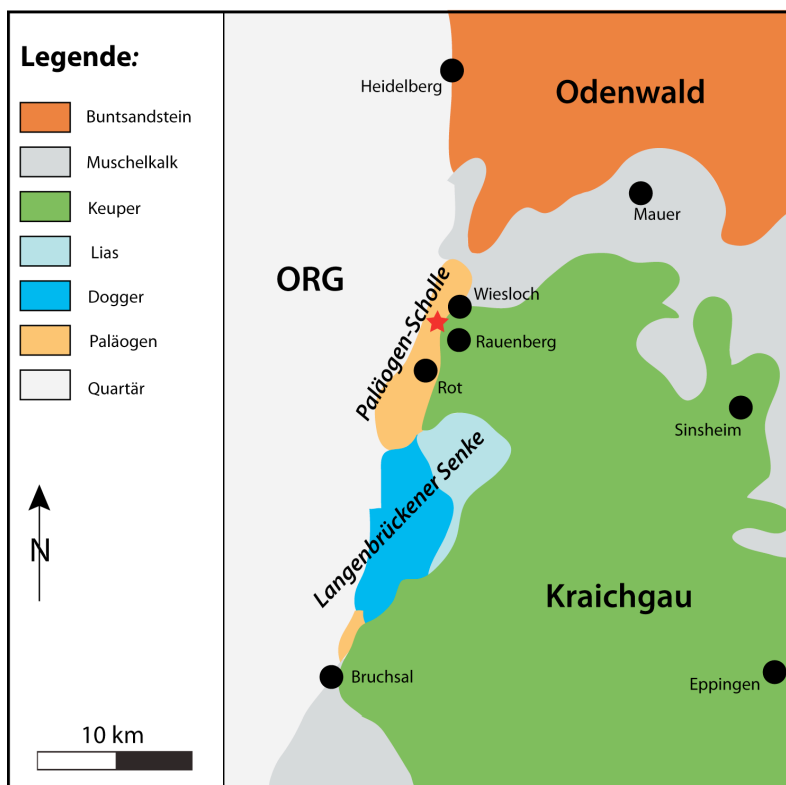 Legende:
Buntsandstein
Muschelkalk
Keuper
Lias
Dogger
Paläogen
Quartär
N
10 km
Heidelberg
Odenwald
Mauer
ORG
Paläogen-Scholle
Wiesloch
Rauenberg
Rot
Sinsheim
Langenbrückener Senke
Kraichgau
Bruchsal
Eppingen